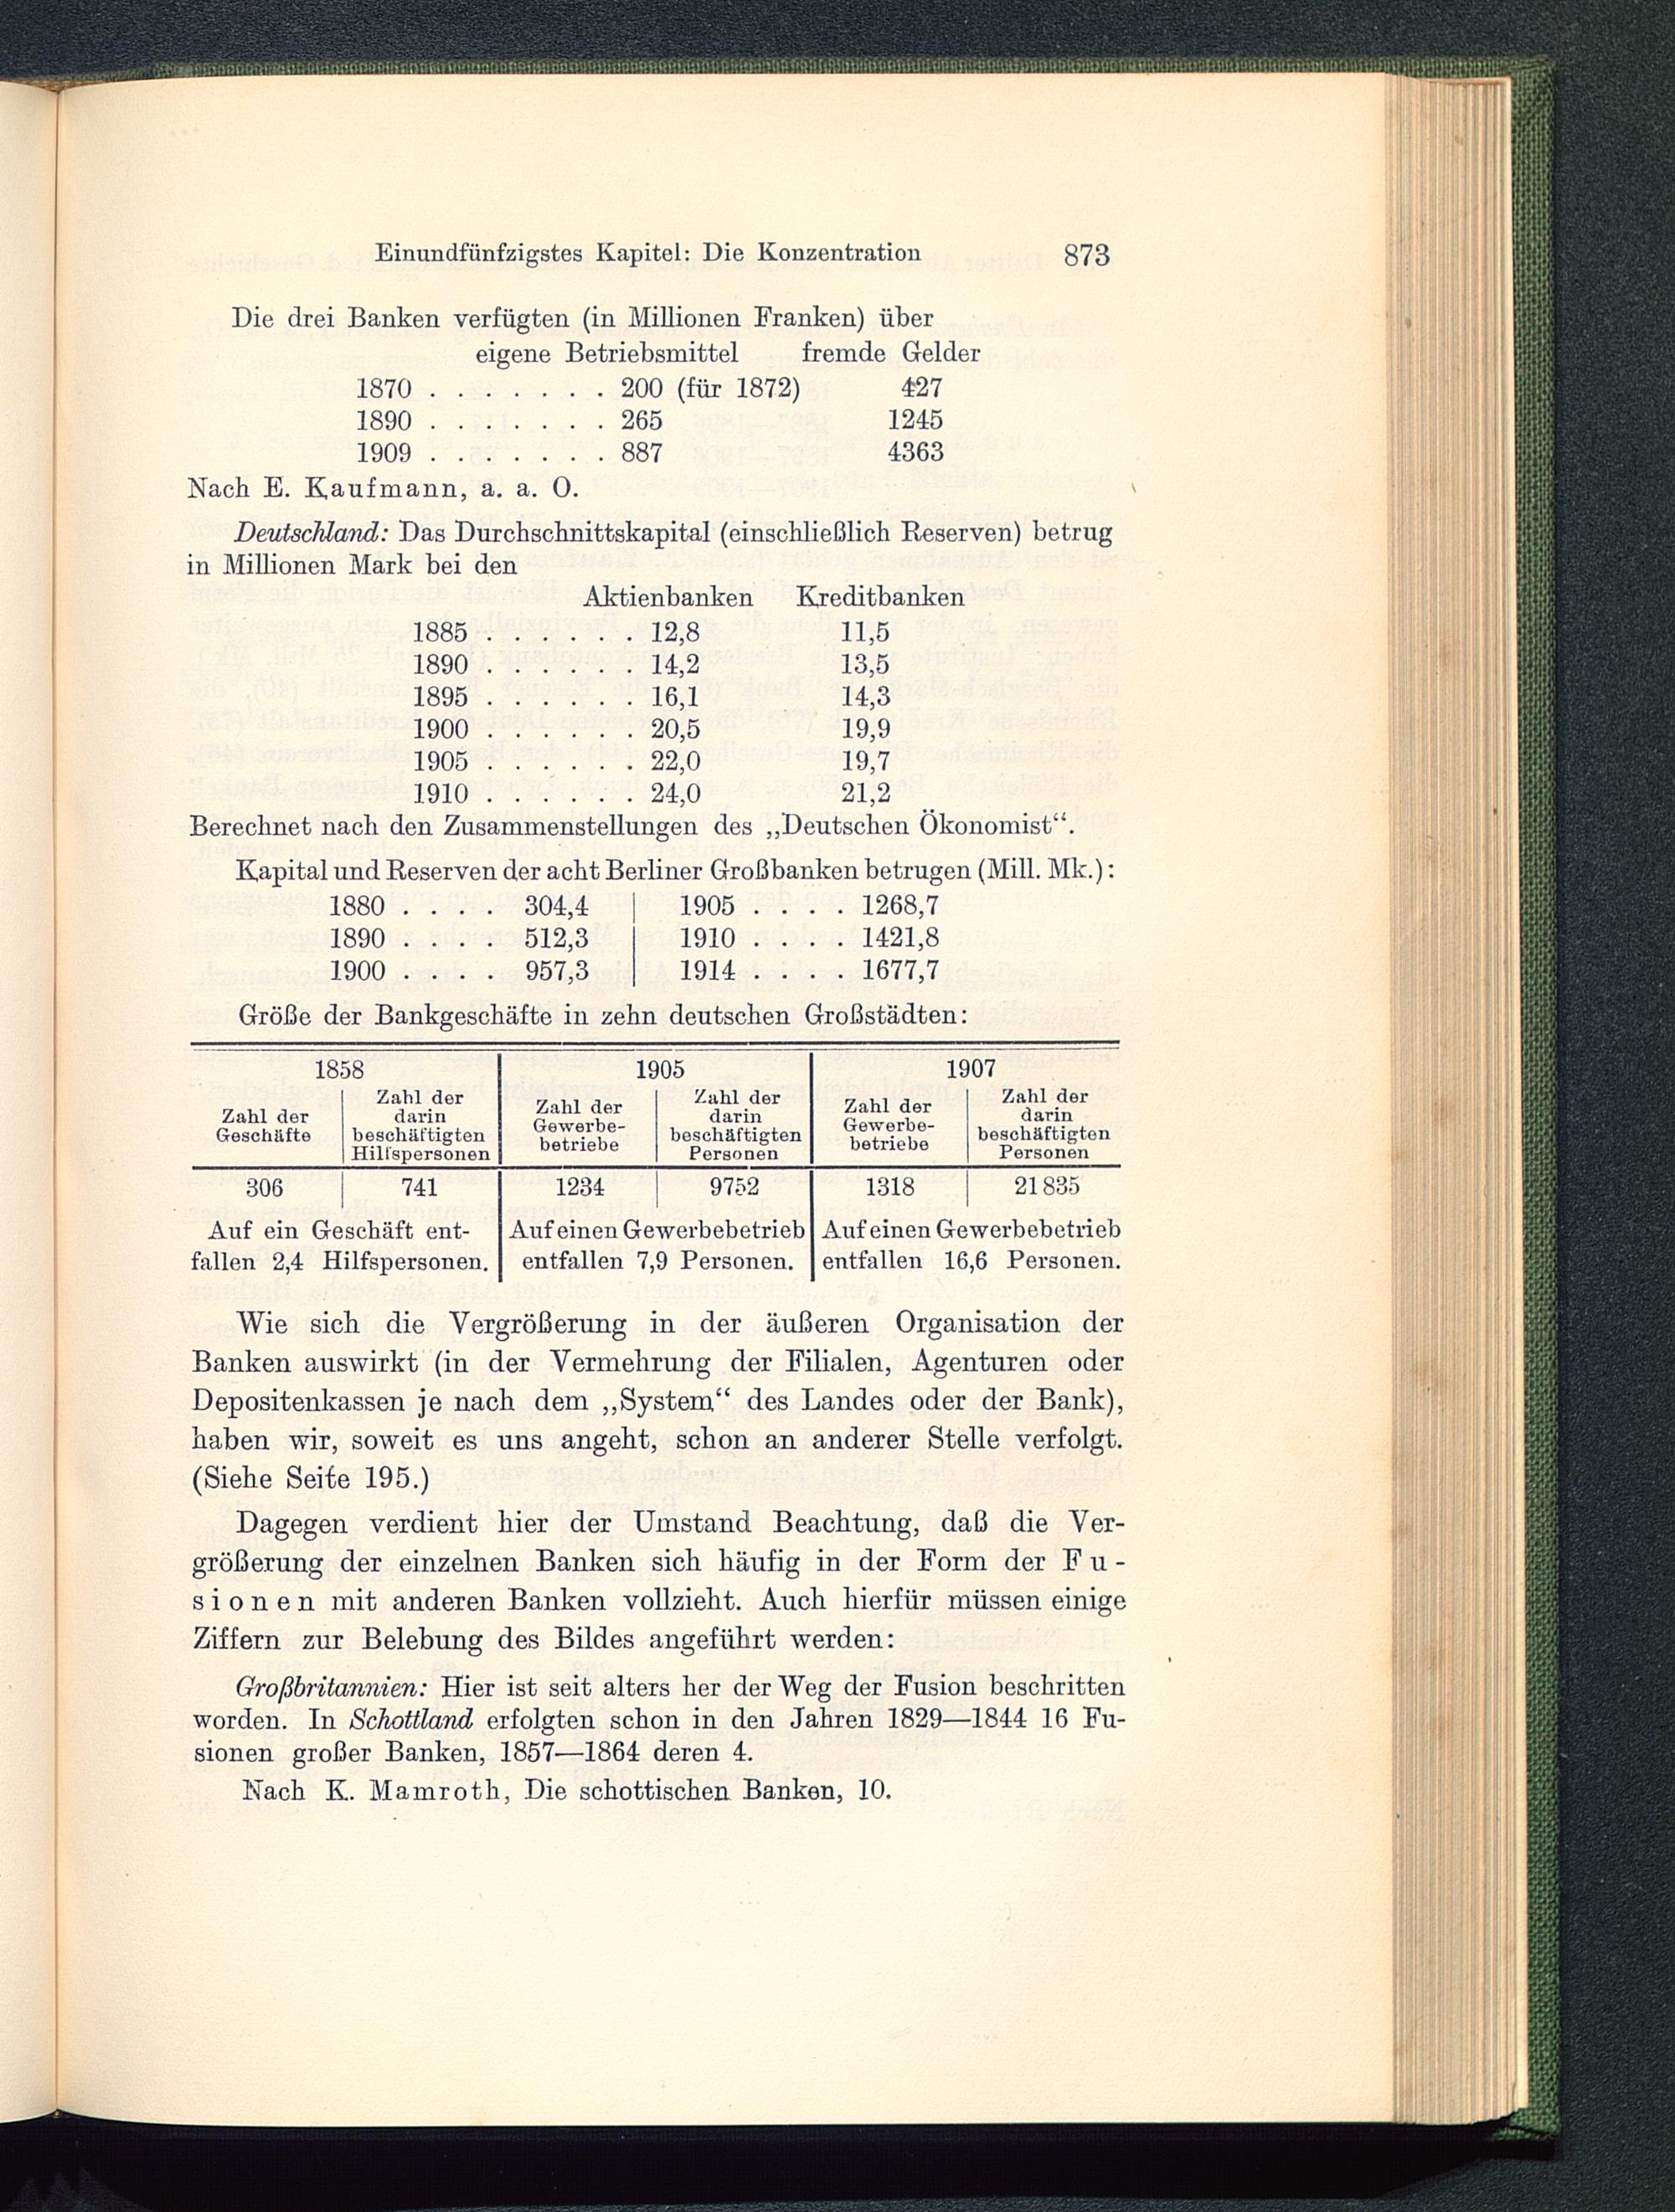 Einundfünfzigstes Kapitel: Die Konzentration 873
Die drei Banken verfügten (in Millionen Franken) über
eigene Betriebsmittel fremde Gelder
1870 . . . . . . . 200 (für 1872) 427
1890 . . . . . . . 265 1245
1909 . . . . . . . 887 4363
Nach E. Kaufmann, a. a. O.
Deutschland: Das Durchschnittskapital (einschließlich Reserven) betrug
in Millionen Mark bei den
Aktienbanken Kreditbanken
1885 . . . . . . 12,8 11,5
1890 . . . . . . 14,2 13,5
1895 . . . . . . 16,1 14,3
1900 . . . . . . 20,5 19,9
1905 . . . . . . 22,0 19,7
1910 . . . . . . 24,0 21,2
Berechnet nach den Zusammenstellungen des „Deutschen Ökonomist“.
Kapital und Reserven der acht Berliner Großbanken betrugen (Mill. Mk.):
1880 . . . . 304,4 1905 . . . . 1268,7
1890 . . . . 512,3 1910 . . . . 1421,8
1900 . . . . 957,3 1914 . . . . 1677,7
Größe der Bankgeschäfte in zehn deutschen Großstädten:
1858 1905 1907
Zahl der Geschäfte
Zahl der darin beschäftigten Hilfspersonen
Zahl der Gewerbe-betriebe
Zahl der darin beschäftigten Personen
Zahl der Gewerbe-betriebe
Zahl der darin beschäftigten Personen
306 741 1234 9752 1318 21835
Auf ein Geschäft ent- Auf einen Gewerbebetrieb Auf einen Gewerbebetrieb
fallen 2,4 Hilfspersonen. entfallen 7,9 Personen. entfallen 16,6 Personen.
Wie sich die Vergrößerung in der äußeren Organisation der
Banken auswirkt (in der Vermehrung der Filialen, Agenturen oder
Depositenkassen je nach dem „System“ des Landes oder der Bank),
haben wir, soweit es uns angeht, schon an anderer Stelle verfolgt.
(Siehe Seite 195.)
Dagegen verdient hier der Umstand Beachtung, daß die Ver-
größerung der einzelnen Banken sich häufig in der Form der Fu-
sionen mit anderen Banken vollzieht. Auch hierfür müssen einige
Ziffern zur Belebung des Bildes angeführt werden:
Großbritannien: Hier ist seit alters her der Weg der Fusion beschritten
worden. In Schottland erfolgten schon in den Jahren 1829—1844 16 Fu-
sionen großer Banken, 1857—1864 deren 4.
Nach K. Mamroth, Die schottischen Banken, 10.